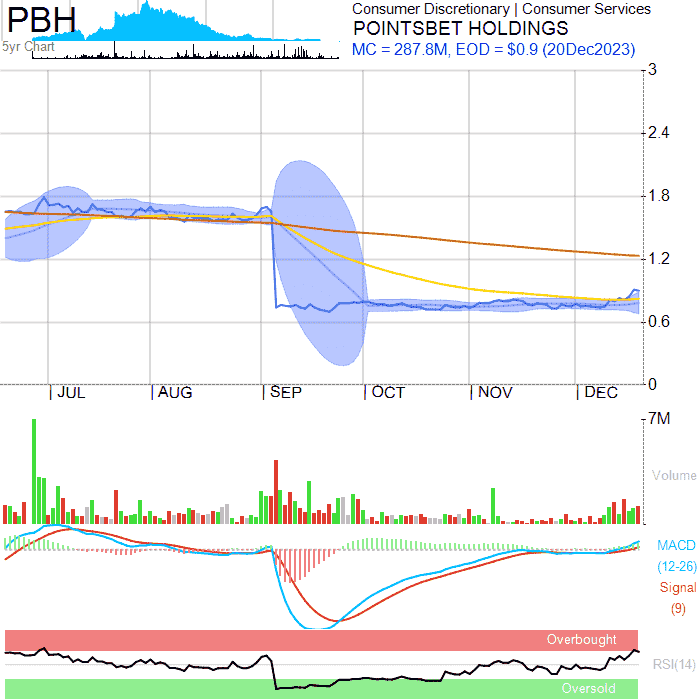 PBH
5yr Chart
Consumer Discretionary | Consumer Services
POINTSBET HOLDINGS
MC = 287.8M, EOD = $0.9 (20Dec2023)
3
2.4
1.8
1.2
0.6
0
JUL AUG SEP OCT NOV DEC
7M
Volume
MACD
(12-26)
Signal
(9)
Overbought
RSI(14)
Oversold